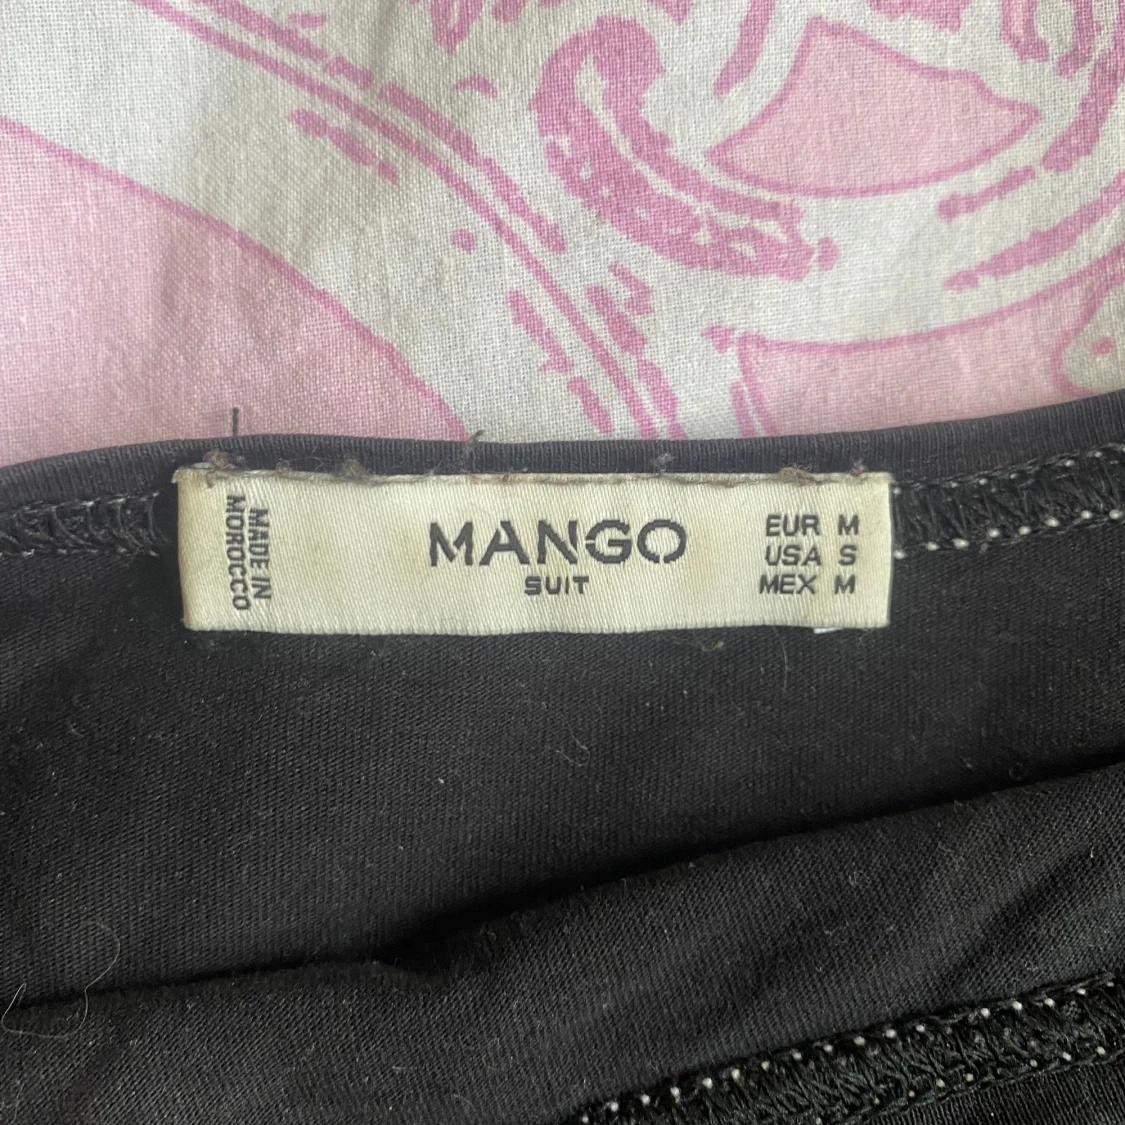 MADE IN
MOROCCO
MANGO
SUIT
EUR M
USA S
MEX M